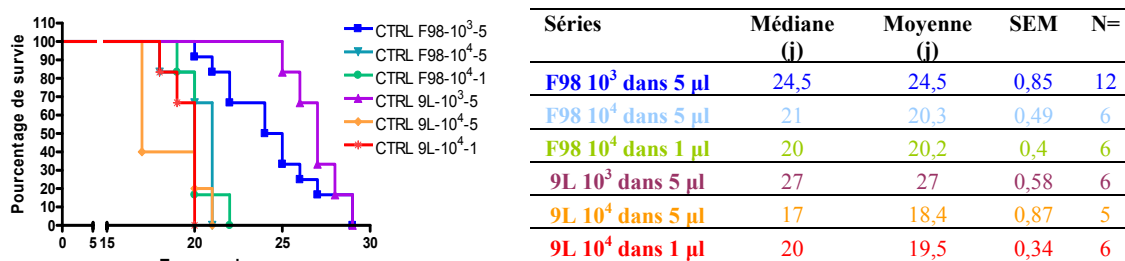 Pourcentage de survie
110
100
90
80
70
60
50
40
30
20
10
0
0 5 15 20 25 30
CTRL F98-10³-5
CTRL F98-10⁴-5
CTRL F98-10⁴-1
CTRL 9L-10³-5
CTRL 9L-10⁴-5
CTRL 9L-10⁴-1
Séries Médiane (j) Moyenne (j) SEM N=
F98 10³ dans 5 µl 24,5 24,5 0,85 12
F98 10⁴ dans 5 µl 21 20,3 0,49 6
F98 10⁴ dans 1 µl 20 20,2 0,4 6
9L 10³ dans 5 µl 27 27 0,58 6
9L 10⁴ dans 5 µl 17 18,4 0,87 5
9L 10⁴ dans 1 µl 20 19,5 0,34 6